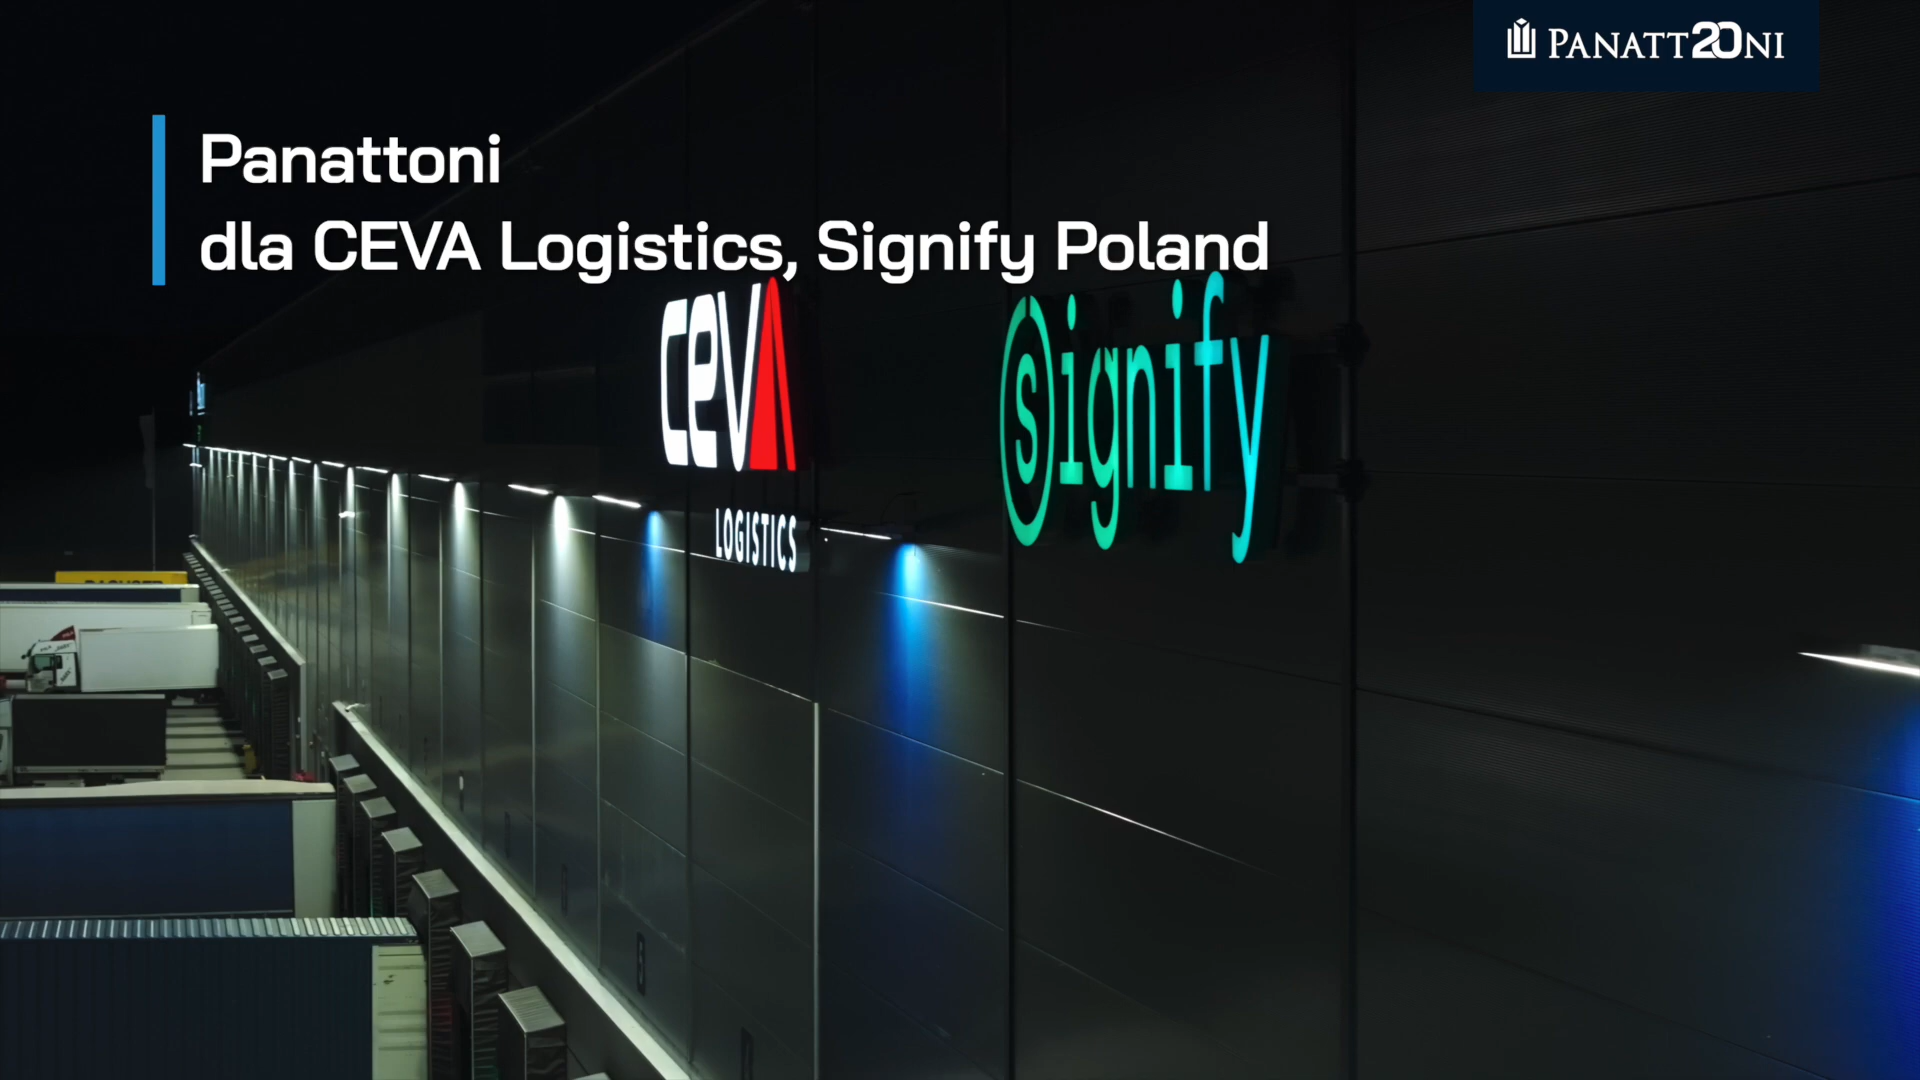 PANATT20NI
Panattoni
dla CEVA Logistics, Signify Poland
CEVA
LOGISTICS
signify